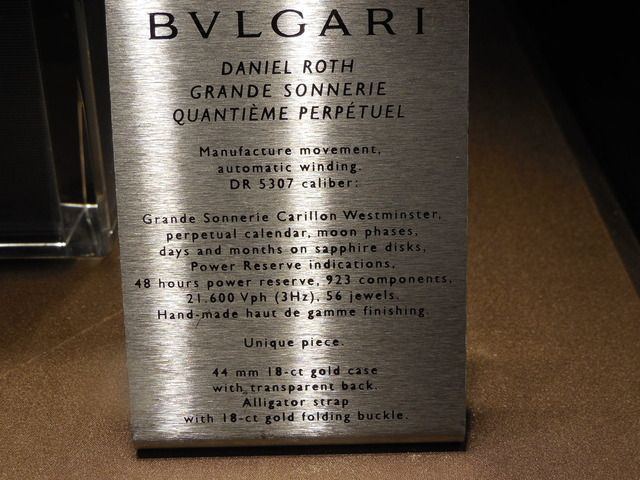 BVLGARI
DANIEL ROTH
GRANDE SONNERIE
QUANTIÈME PERPÉTUEL
Manufacture movement,
automatic winding.
DR 5307 caliber:
Grande Sonnerie Carillon Westminster,
perpetual calendar, moon phases,
days and months on sapphire disks,
Power Reserve indications,
48 hours power reserve, 923 components,
21.600 Vph (3Hz), 56 jewels.
Hand-made haut de gamme finishing.
Unique piece.
44 mm 18-ct gold case
with transparent back.
Alligator strap
with 18-ct gold folding buckle.